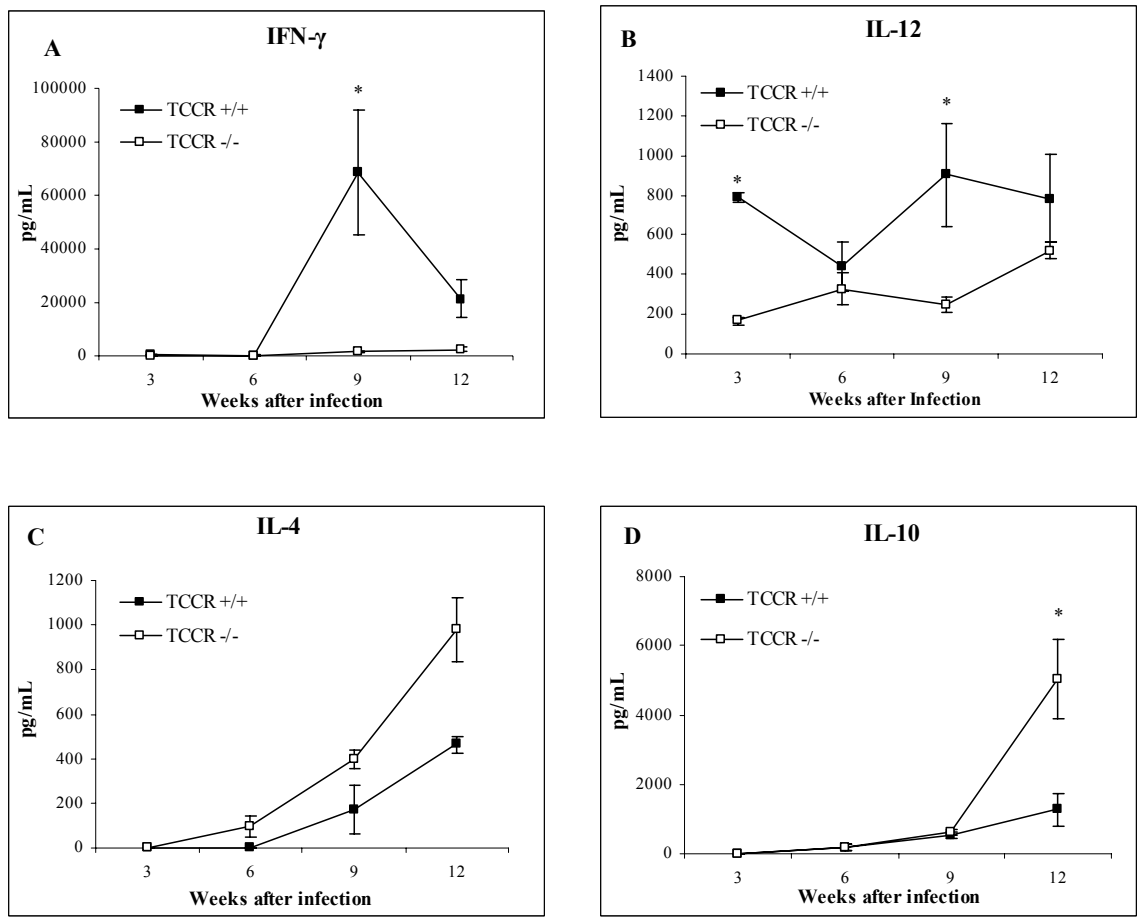 A
IFN-γ
100000
80000
60000
40000
20000
0
pg/mL
TCCR +/+
TCCR -/-
*
3 6 9 12
Weeks after infection
B
IL-12
1400
1200
1000
800
600
400
200
0
pg/mL
TCCR +/+
TCCR -/-
*
*
3 6 9 12
Weeks after Infection
C
IL-4
1200
1000
800
600
400
200
0
pg/mL
TCCR +/+
TCCR -/-
3 6 9 12
Weeks after infection
D
IL-10
8000
6000
4000
2000
0
pg/mL
TCCR +/+
TCCR -/-
*
3 6 9 12
Weeks after infection